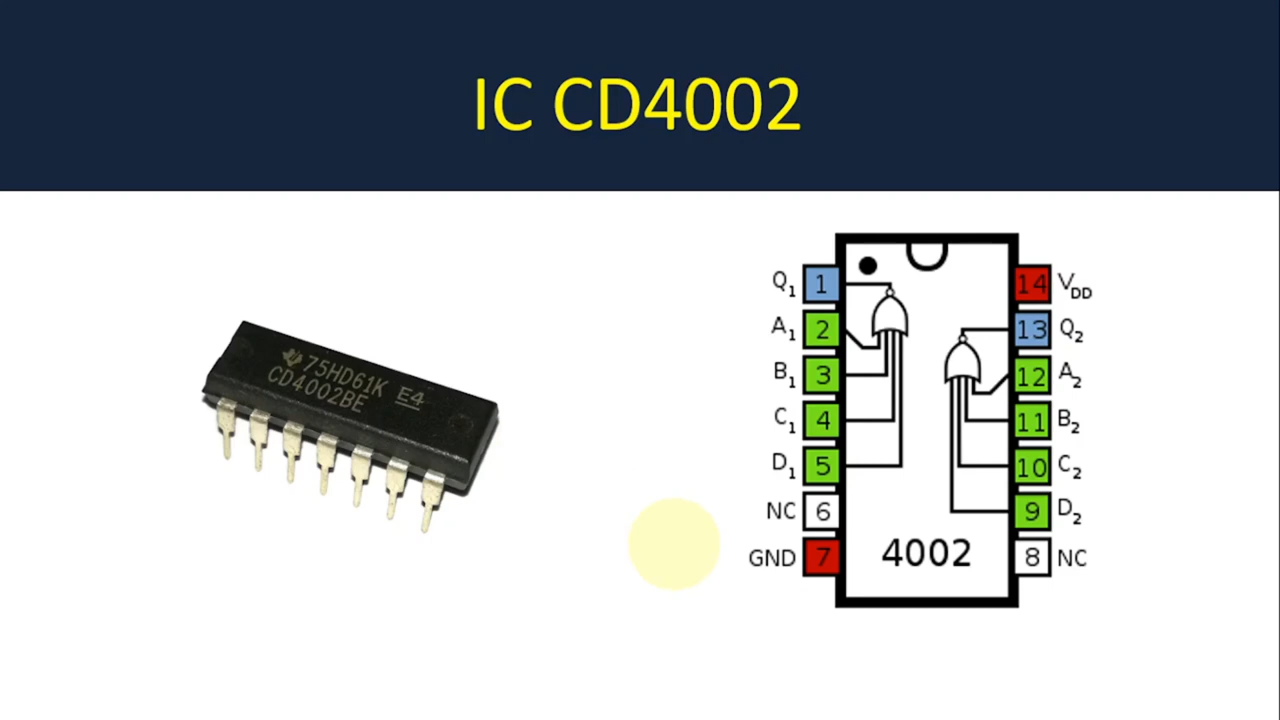 IC CD4002
75HD61K E4
CD4002BE
Q1 1
A1 2
B1 3
C1 4
D1 5
NC 6
GND 7
14 VDD
13 Q2
12 A2
11 B2
10 C2
9 D2
8 NC
4002